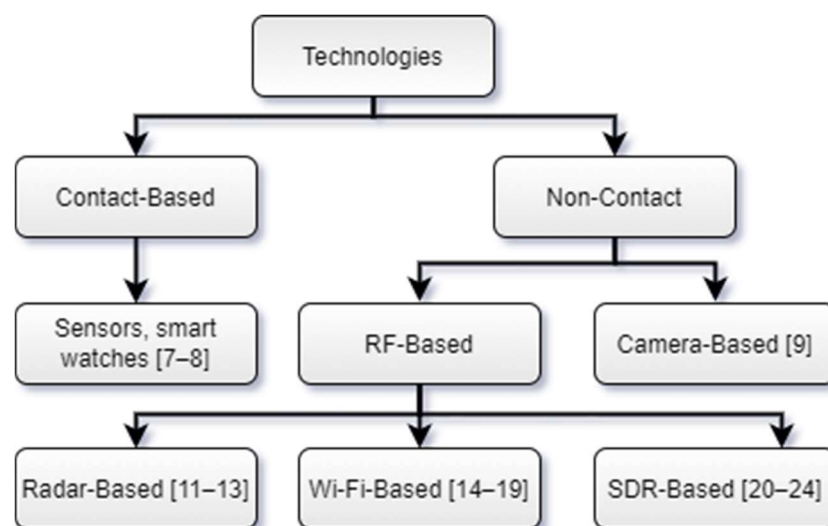 Technologies
Contact-Based
Non-Contact
Sensors, smart
watches [7–8]
RF-Based
Camera-Based [9]
Radar-Based [11–13]
Wi-Fi-Based [14–19]
SDR-Based [20–24]